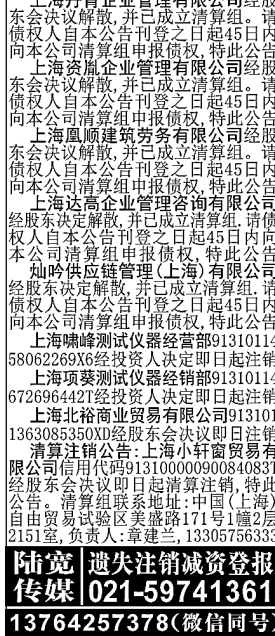 上海丹青企业管理有限公司经股
东会决议解散,并已成立清算组。请
债权人自本公告刊登之日起45日内
向本公司清算组申报债权,特此公告
上海资胤企业管理有限公司经股
东会决议解散,并已成立清算组。请
债权人自本公告刊登之日起45日内
向本公司清算组申报债权,特此公告
上海凰顺建筑劳务有限公司经股
东会决议解散,并已成立清算组。请
债权人自本公告刊登之日起45日内
向本公司清算组申报债权,特此公告
上海达高企业管理咨询有限公司
经股东决定解散,并已成立清算组.请债
权人自本公告刊登之日起45日内向
本公司清算组申报债权,特此公告
灿吟供应链管理(上海)有限公司
经股东会决议解散,并已成立清算组.请
债权人自本公告刊登之日起45日内
向本公司清算组申报债权,特此公告
上海啸峰测试仪器经营部91310114
58062269X6经投资人决定即日起注销
上海项葵测试仪器经销部91310114
672696442T经投资人决定即日起注销
上海北裕商业贸易有限公司913101
1363085350XD经股东会决议即日注销
清算注销公告:上海小轩窗贸易有
限公司信用代码91310000090084083T
经股东会决议即日起清算注销,特此
公告。清算组联系地址:中国(上海)
自由贸易试验区美盛路171号1幢2层
2151室,负责人:章建兰,13305756333
陆宽 遗失注销减资登报
传媒 021-59741361
13764257378(微信同号